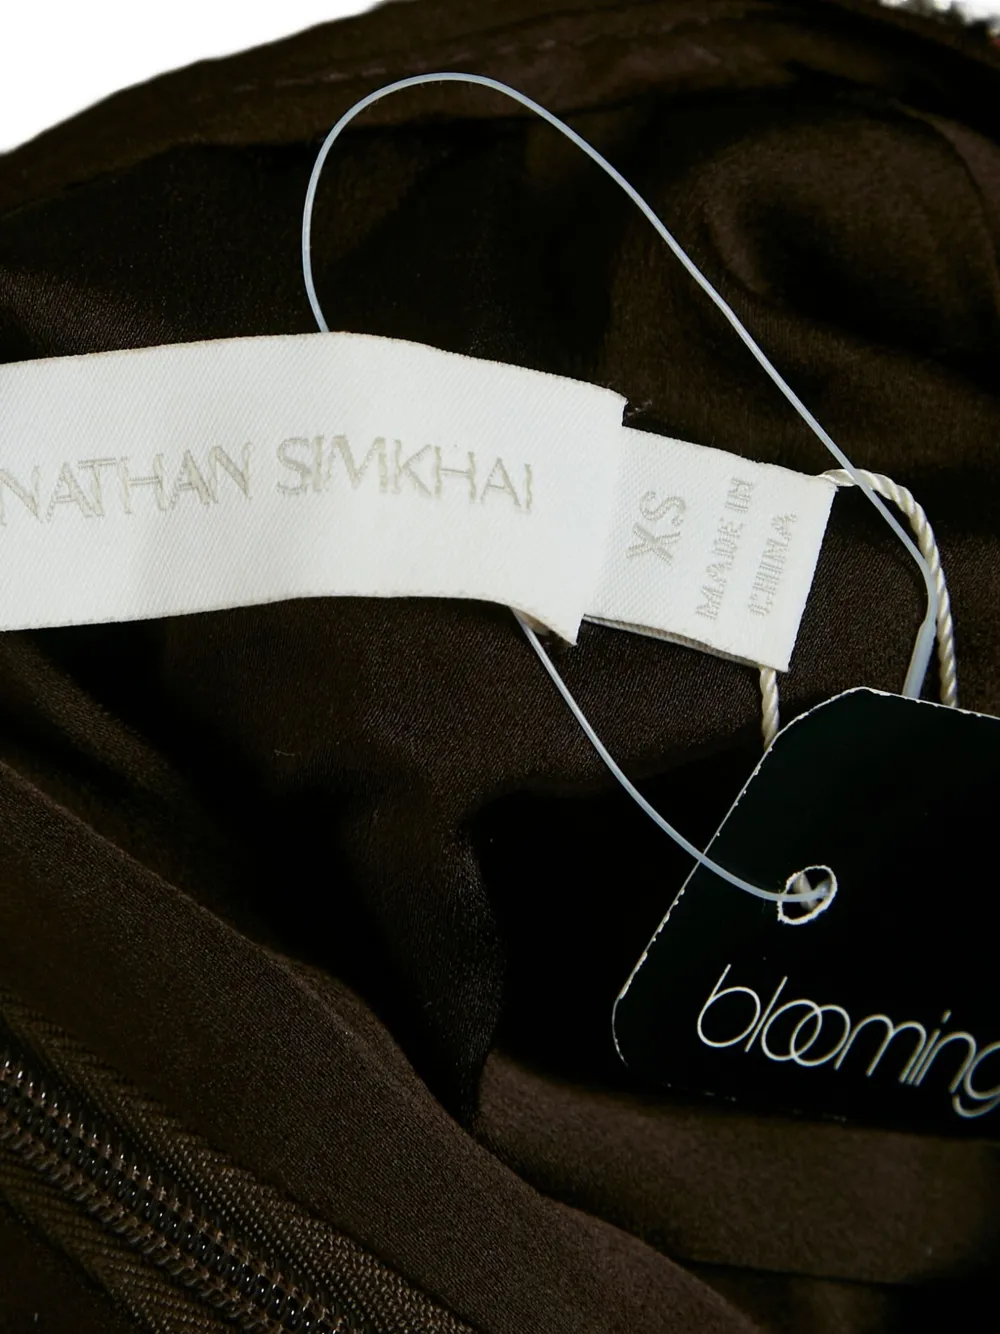 NATHAN SIMKHAI
XS
MADE IN
CHINA
blooming